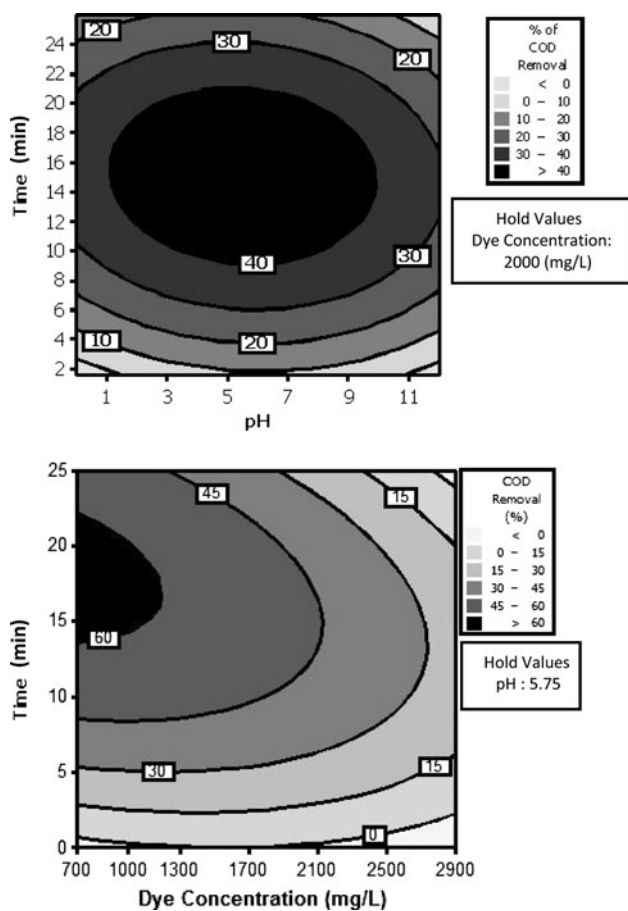 24
22
20
18
16
14
12
10
8
6
4
2
Time (min)
20
30
20
30
40
20
10
1 3 5 7 9 11
pH
% of
COD
Removal
< 0
0 – 10
10 – 20
20 – 30
30 – 40
> 40
Hold Values
Dye Concentration:
2000 (mg/L)
25
20
15
10
5
0
Time (min)
45
15
60
30
15
0
700 1000 1300 1700 2100 2500 2900
Dye Concentration (mg/L)
COD
Removal
(%)
< 0
0 – 15
15 – 30
30 – 45
45 – 60
> 60
Hold Values
pH : 5.75